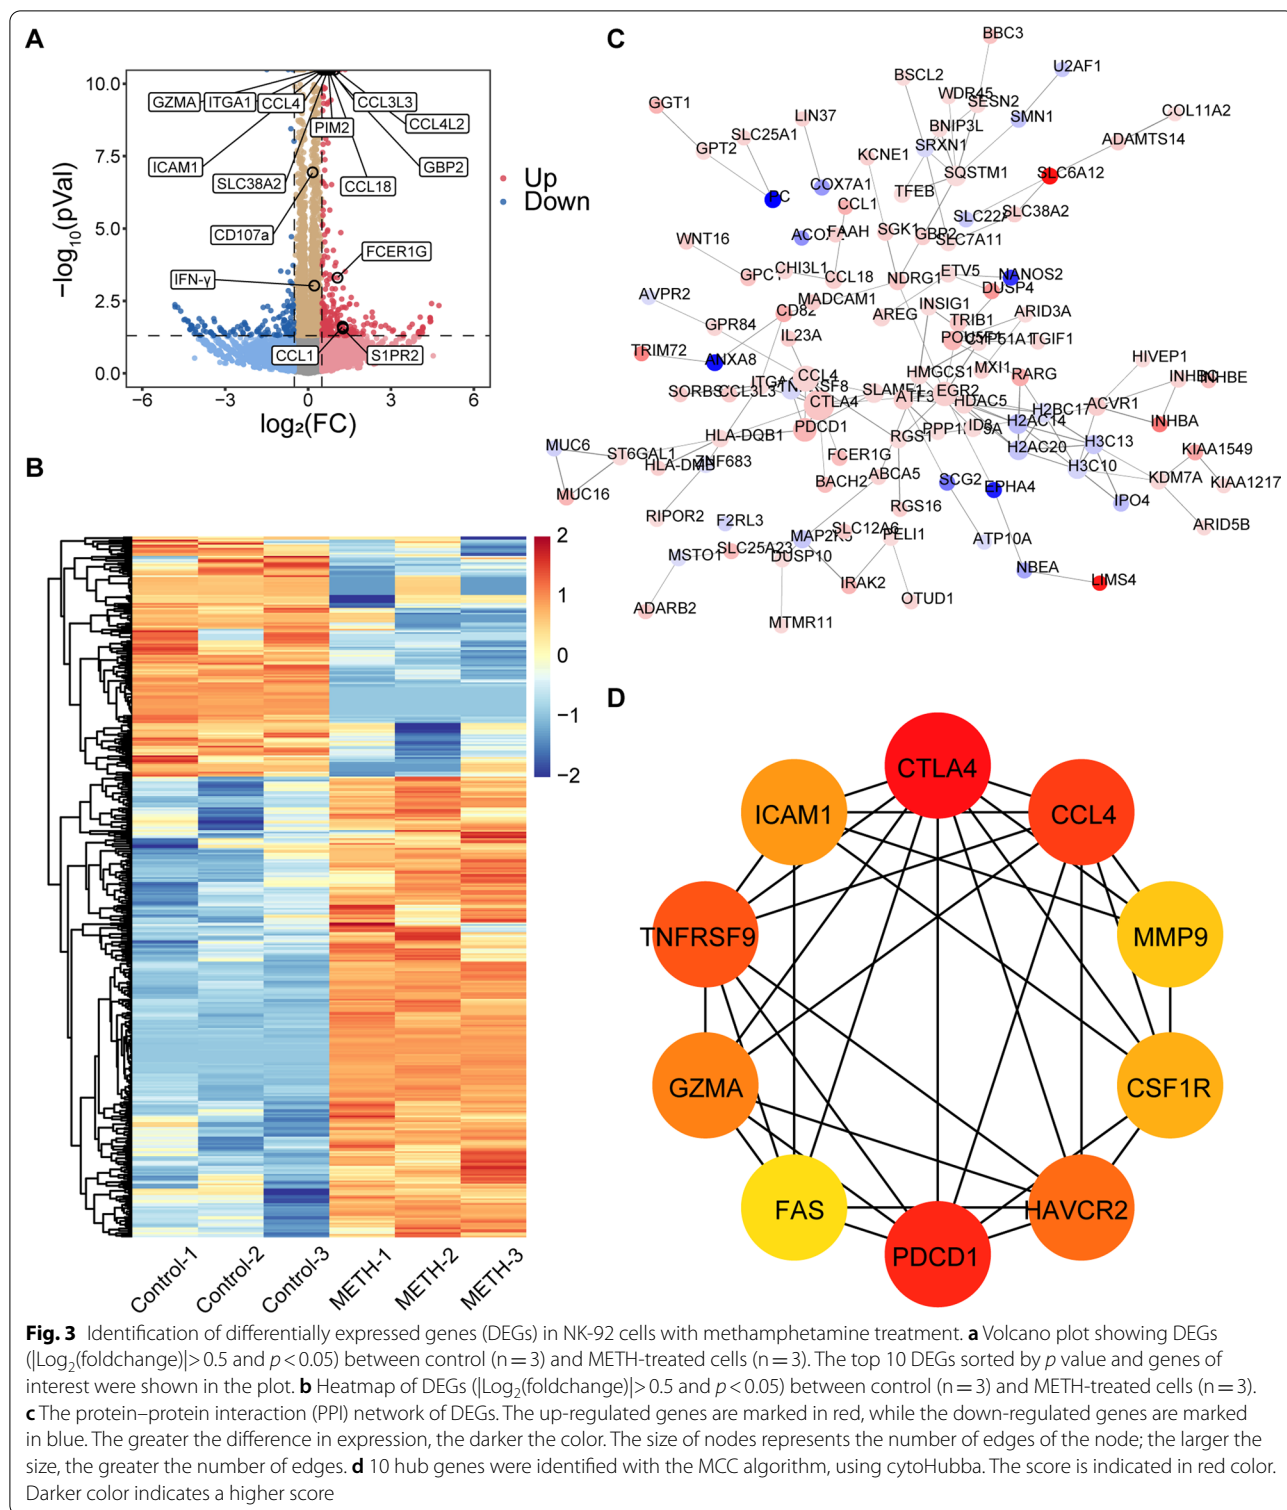 A
−log10(pVal)
10.0
7.5
5.0
2.5
0.0
GZMA
ITGA1
CCL4
CCL3L3
PIM2
CCL4L2
ICAM1
SLC38A2
CCL18
GBP2
CD107a
FCER1G
IFN-γ
CCL1
S1PR2
−6
−3
0
3
6
log₂(FC)
Up
Down
B
2
1
0
−1
−2
Control-1
Control-2
Control-3
METH-1
METH-2
METH-3
C
BBC3
U2AF1
BSCL2
WDR45
SESN2
GGT1
LIN37
COL11A2
SMN1
SLC25A1
BNIP3L
ADAMTS14
GPT2
SRXN1
KCNE1
SQSTM1
SLC6A12
COX7A1
TFEB
PC
CCL1
SLC22
SLC38A2
FAAH
SGK1
GBP2
WNT16
SLC7A11
CHI3L1
CCL18
NDRG1
ETV5
NANOS2
DUSP4
AVPR2
MADCAM1
INSIG1
CD82
AREG
TRIB1
ARID3A
GPR84
IL23A
CYP51A1
TGIF1
TRIM72
ANXA8
HMGCS1
MXI1
RARG
HIVEP1
CCL4
INHBE
SORBS
CCL3L3
CTLA4
SLAMF1
ATF3
EGR2
HDAC5
H2BC17
ACVR1
PDCD1
H2AC14
INHBA
HLA-DQB1
RGS1
MUC6
ST6GAL1
H2AC20
H3C13
KIAA1549
FCER1G
HLA-DMB
ZNF683
H3C10
BACH2
ABCA5
SCG2
EPHA4
KDM7A
KIAA1217
MUC16
IPO4
RIPOR2
RGS16
F2RL3
ARID5B
SLC12A6
MSTO1
SLC25A23
PELI1
ATP10A
DUSP10
NBEA
LIMS4
IRAK2
ADARB2
OTUD1
MTMR11
D
CTLA4
ICAM1
CCL4
TNFRSF9
MMP9
GZMA
CSF1R
FAS
HAVCR2
PDCD1
Fig. 3 Identification of differentially expressed genes (DEGs) in NK-92 cells with methamphetamine treatment. a Volcano plot showing DEGs
(|Log2(foldchange)|> 0.5 and p < 0.05) between control (n = 3) and METH-treated cells (n = 3). The top 10 DEGs sorted by p value and genes of
interest were shown in the plot. b Heatmap of DEGs (|Log2(foldchange)|> 0.5 and p < 0.05) between control (n = 3) and METH-treated cells (n = 3).
c The protein–protein interaction (PPI) network of DEGs. The up-regulated genes are marked in red, while the down-regulated genes are marked
in blue. The greater the difference in expression, the darker the color. The size of nodes represents the number of edges of the node; the larger the
size, the greater the number of edges. d 10 hub genes were identified with the MCC algorithm, using cytoHubba. The score is indicated in red color.
Darker color indicates a higher score